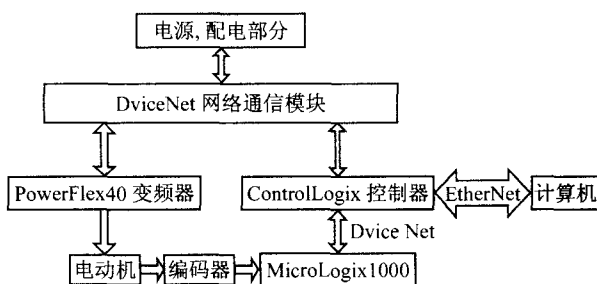 电源, 配电部分
DviceNet 网络通信模块
PowerFlex40 变频器
ControlLogix 控制器
EtherNet
计算机
Dvice Net
电动机
编码器
MicroLogix1000